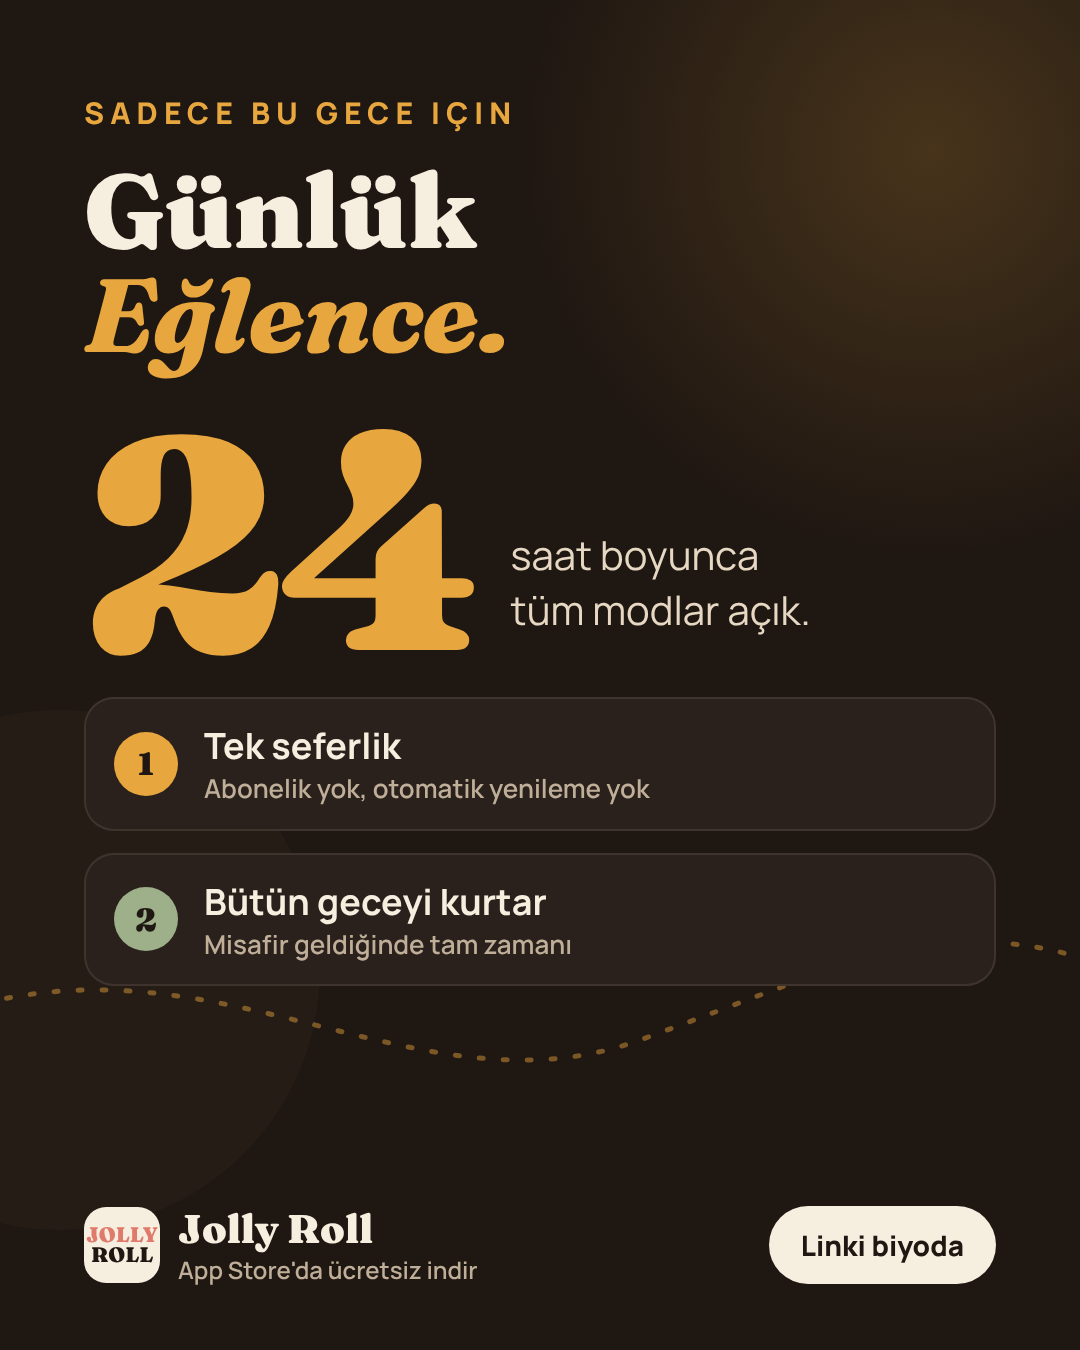 SADECE BU GECE IÇIN
Günlük
Eğlence.
24
saat boyunca
tüm modlar açık.
1
Tek seferlik
Abonelik yok, otomatik yenileme yok
2
Bütün geceyi kurtar
Misafir geldiğinde tam zamanı
JOLLY
ROLL
Jolly Roll
App Store'da ücretsiz indir
Linki biyoda